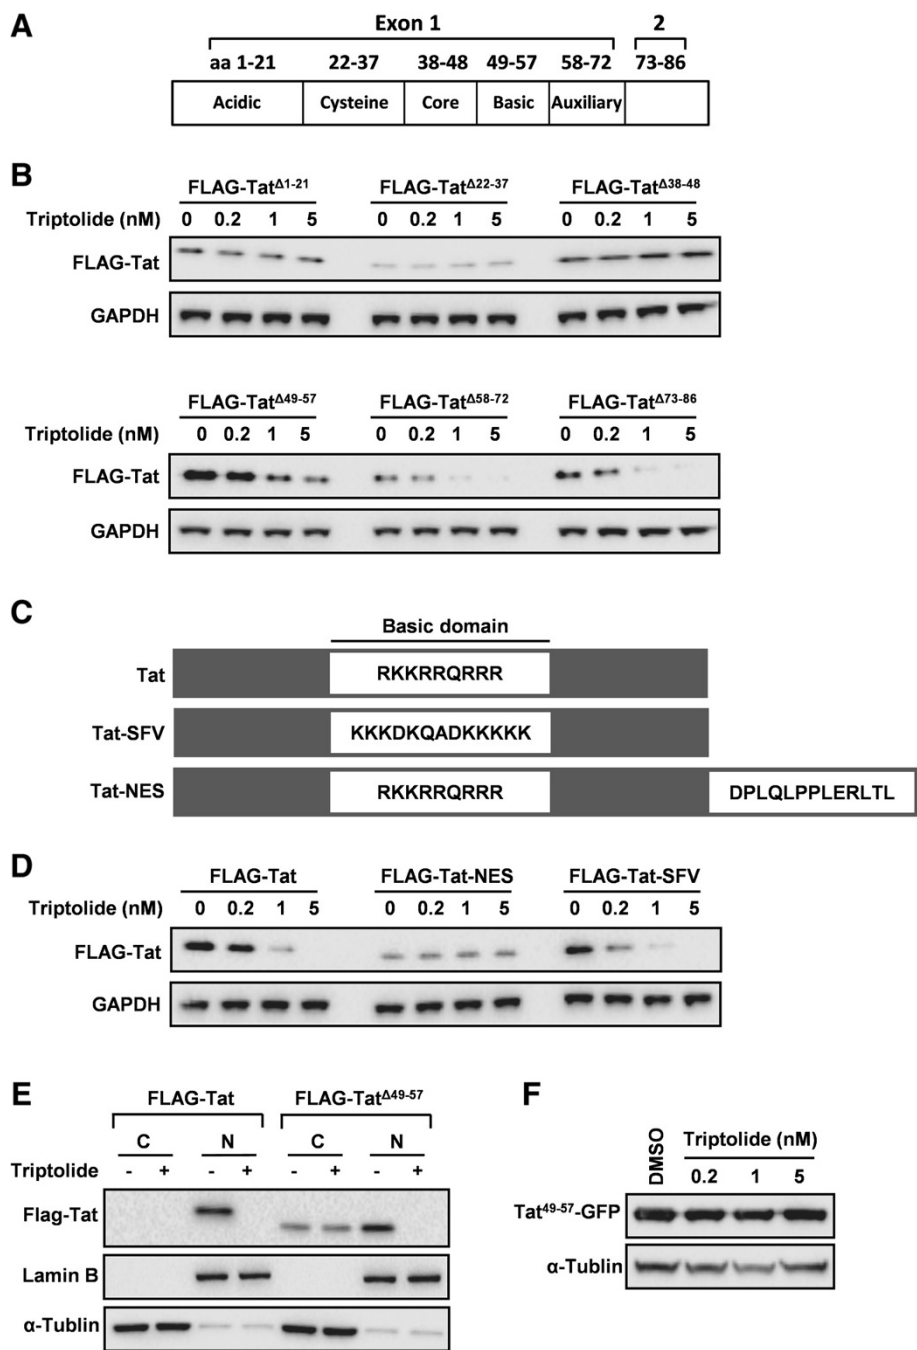 A
Exon 1 2
aa 1-21 22-37 38-48 49-57 58-72 73-86
Acidic Cysteine Core Basic Auxiliary
B
FLAG-TatΔ1-21 FLAG-TatΔ22-37 FLAG-TatΔ38-48
Triptolide (nM) 0 0.2 1 5 0 0.2 1 5 0 0.2 1 5
FLAG-Tat
GAPDH
FLAG-TatΔ49-57 FLAG-TatΔ58-72 FLAG-TatΔ73-86
Triptolide (nM) 0 0.2 1 5 0 0.2 1 5 0 0.2 1 5
FLAG-Tat
GAPDH
C
Basic domain
Tat RKKRRQRRR
Tat-SFV KKKDKQADKKKKK
Tat-NES RKKRRQRRR DPLQLPPLERLTL
D
FLAG-Tat FLAG-Tat-NES FLAG-Tat-SFV
Triptolide (nM) 0 0.2 1 5 0 0.2 1 5 0 0.2 1 5
FLAG-Tat
GAPDH
E
FLAG-Tat FLAG-TatΔ49-57
C N C N
Triptolide - + - + - + - +
Flag-Tat
Lamin B
α-Tublin
F
DMSO
Triptolide (nM)
0.2 1 5
Tat49-57-GFP
α-Tublin